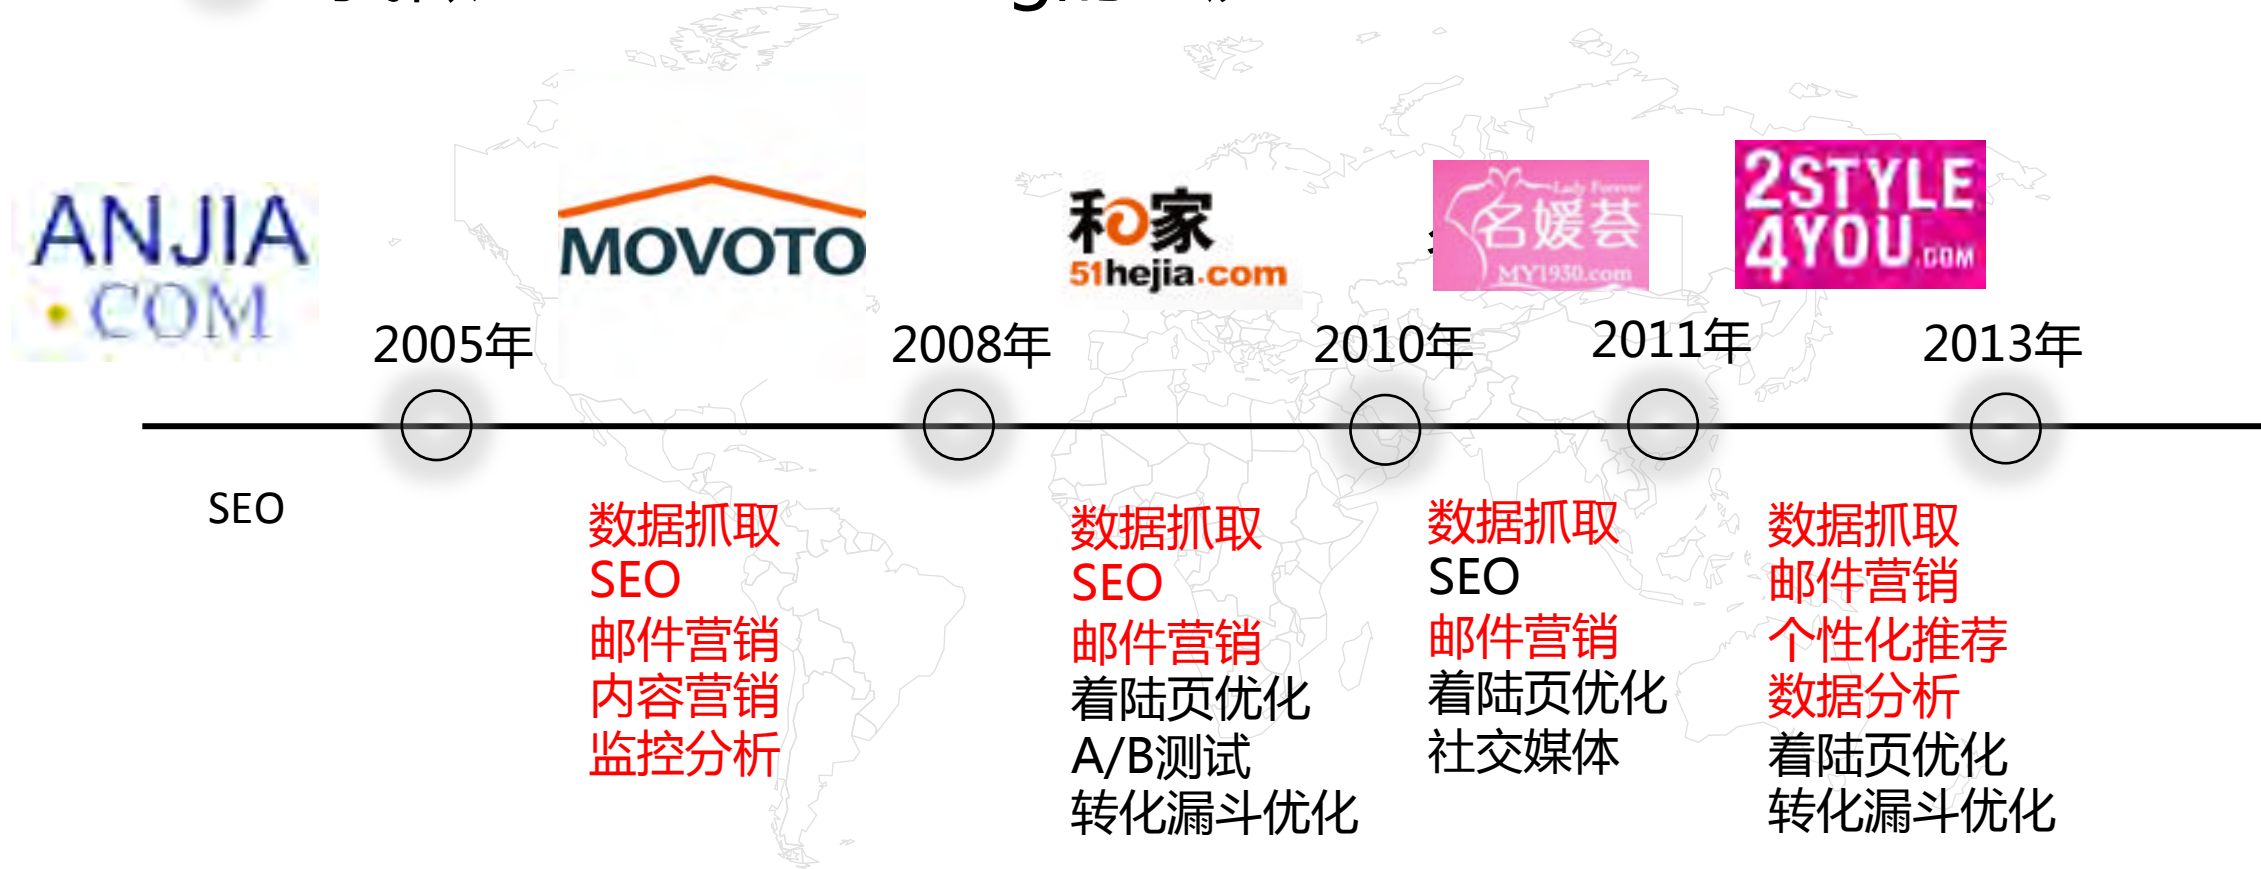 ANJIA
·COM
MOVOTO
和家
51hejia.com
Lady Forever
名媛荟
MY1930.com
2STYLE
4YOU.COM
2005年
2008年
2010年
2011年
2013年
SEO
数据抓取
SEO
邮件营销
内容营销
监控分析
数据抓取
SEO
邮件营销
着陆页优化
A/B测试
转化漏斗优化
数据抓取
SEO
邮件营销
着陆页优化
社交媒体
数据抓取
邮件营销
个性化推荐
数据分析
着陆页优化
转化漏斗优化